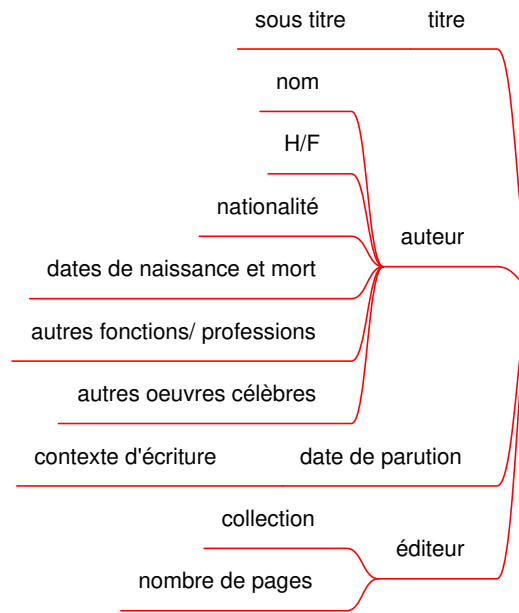 sous titre titre
nom
H/F
nationalité
auteur
dates de naissance et mort
autres fonctions/ professions
autres oeuvres célèbres
contexte d'écriture date de parution
collection
éditeur
nombre de pages